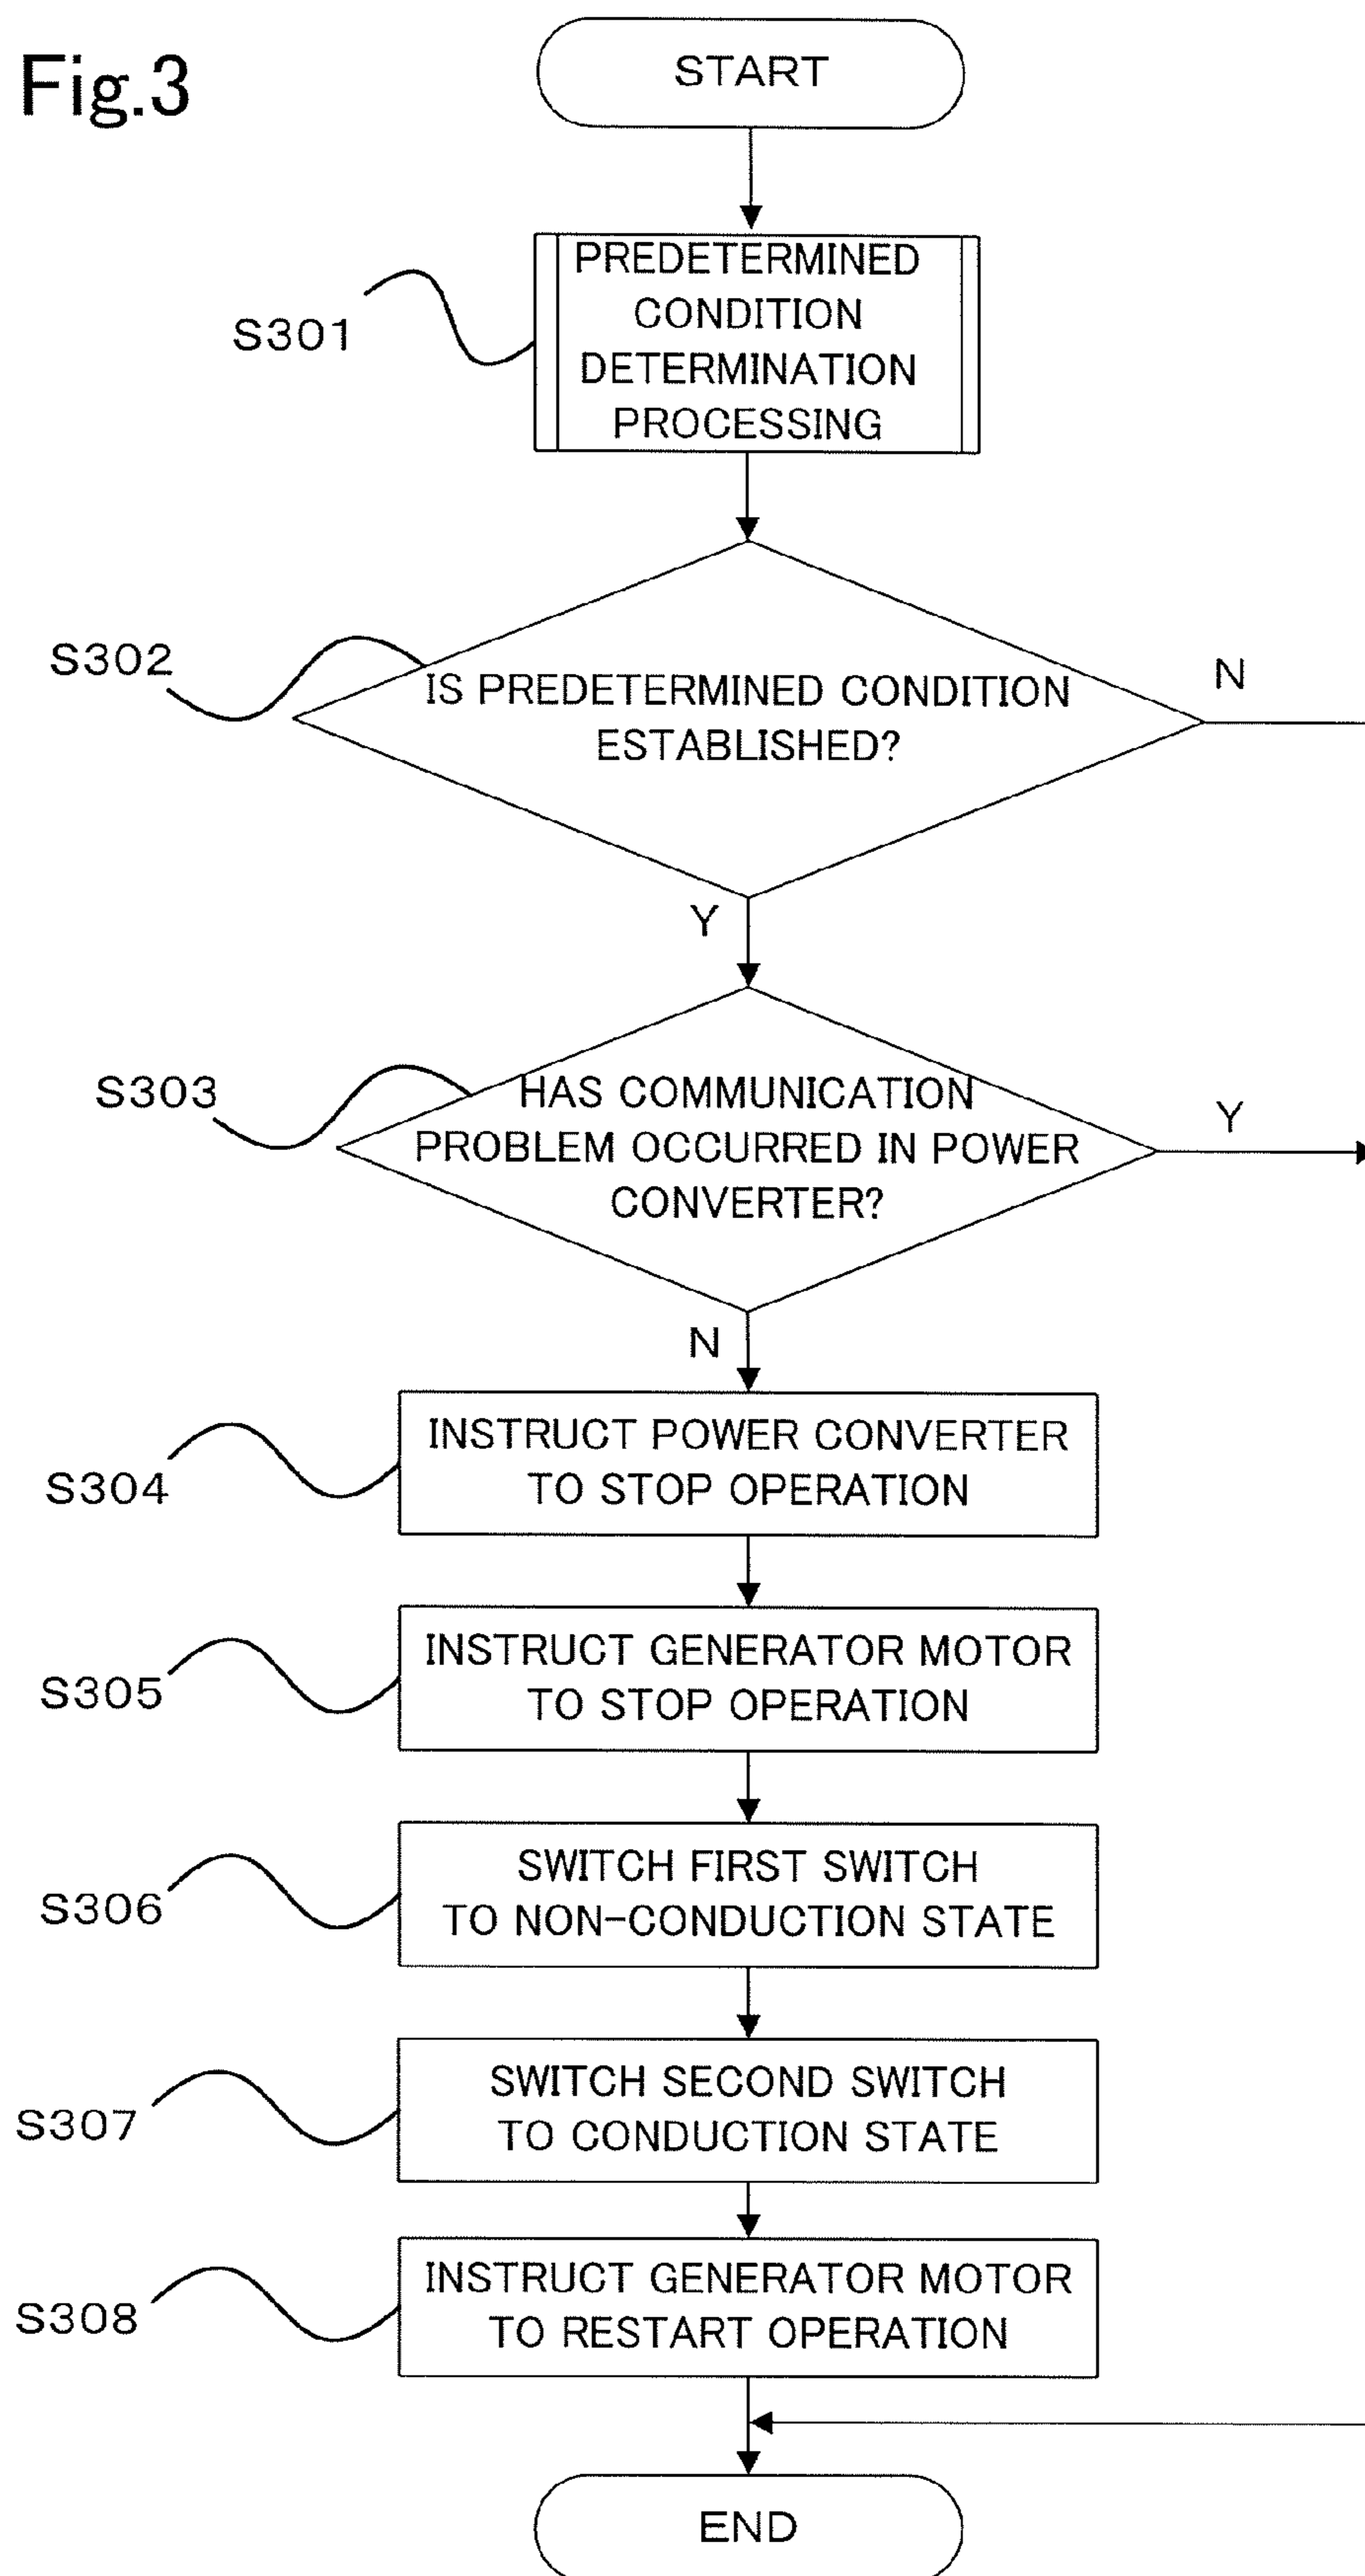 Fig.3
START
S301
PREDETERMINED
CONDITION
DETERMINATION
PROCESSING
S302
IS PREDETERMINED CONDITION
ESTABLISHED?
N
Y
S303
HAS COMMUNICATION
PROBLEM OCCURRED IN POWER
CONVERTER?
Y
N
S304
INSTRUCT POWER CONVERTER
TO STOP OPERATION
S305
INSTRUCT GENERATOR MOTOR
TO STOP OPERATION
S306
SWITCH FIRST SWITCH
TO NON-CONDUCTION STATE
S307
SWITCH SECOND SWITCH
TO CONDUCTION STATE
S308
INSTRUCT GENERATOR MOTOR
TO RESTART OPERATION
END